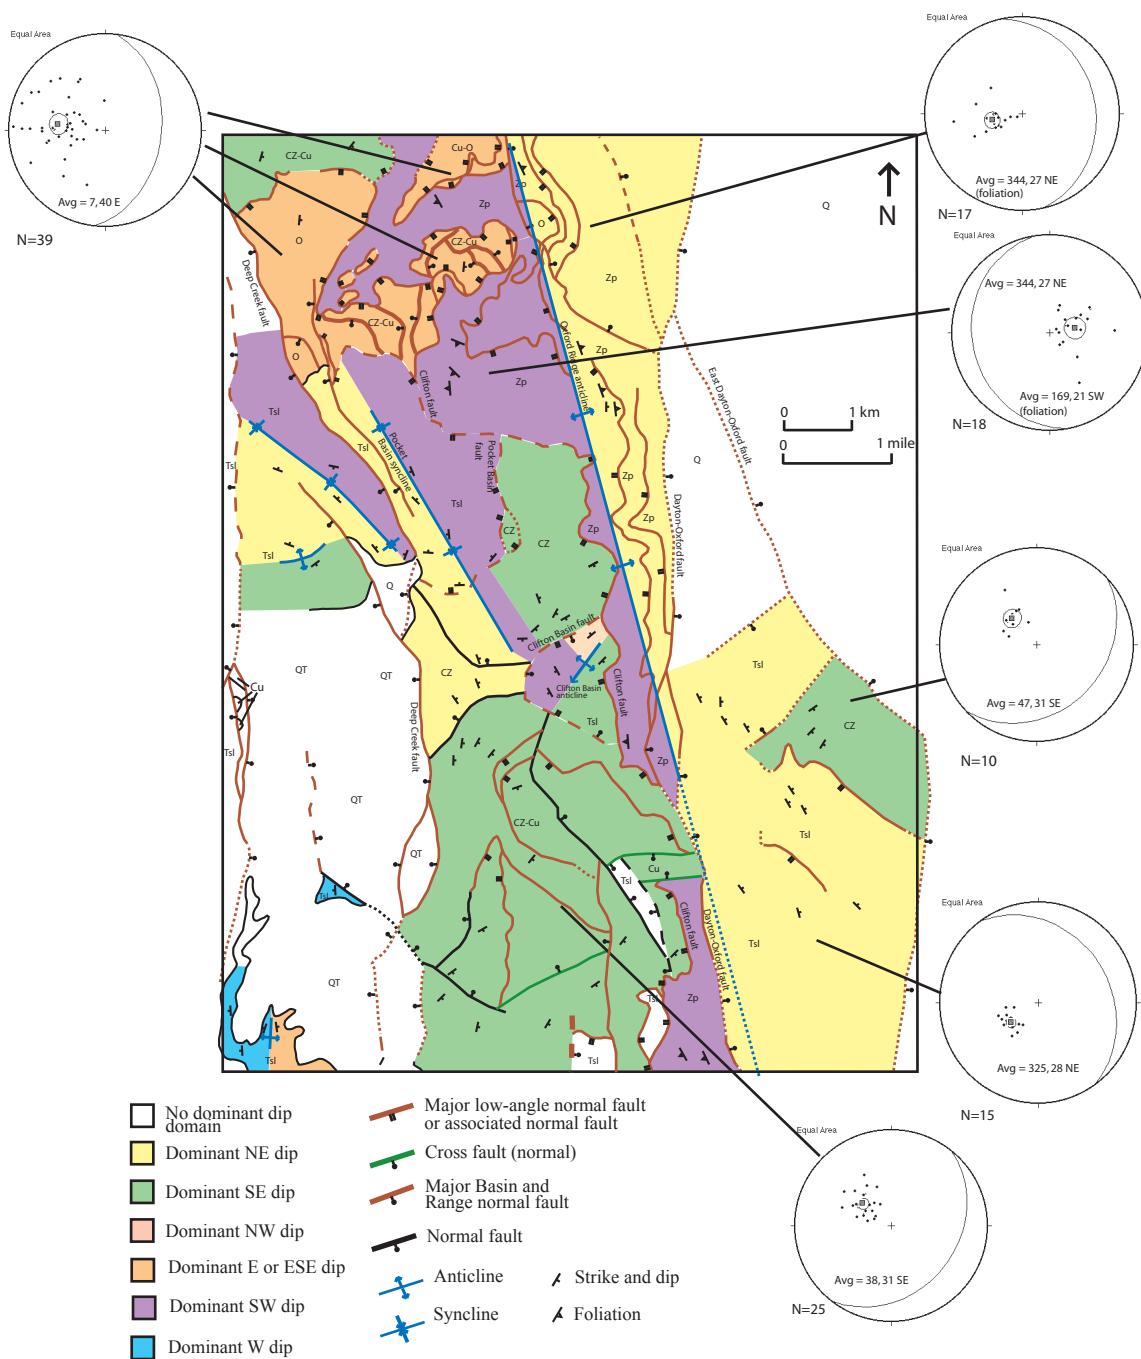 Equal Area
Avg = 7, 40 E
N=39
Equal Area
Avg = 344, 27 NE
(foliation)
N=17
Equal Area
Avg = 344, 27 NE
Avg = 169, 21 SW
(foliation)
N=18
Equal Area
Avg = 47, 31 SE
N=10
Equal Area
Avg = 325, 28 NE
N=15
Equal Area
Avg = 38, 31 SE
N=25
N
0 1 km
0 1 mile
CZ-Cu
Cu-O
Zp
Zp
O
O
Q
CZ-Cu
Zp
Deep Creek fault
CZ-Cu
O
Oxford Ridge anticline
Zp
Zp
Clifton fault
East Dayton-Oxford fault
Tsl
Tsl
Pocket
Basin syncline
Pocket Basin
fault
Tsl
Q
Zp
Tsl
Zp
Zp
CZ
CZ
Dayton-Oxford fault
Tsl
Q
Clifton Basin fault
Tsl
QT
QT
CZ
Clifton Basin
anticline
Clifton fault
Cu
Tsl
CZ
Deep Creek fault
Tsl
Zp
QT
CZ-Cu
Tsl
QT
Cu
Tsl
Tsl
Clifton fault
Dayton-Oxford fault
Tsl
QT
Tsl
Zp
Tsl
Tsl
No dominant dip
domain
Dominant NE dip
Dominant SE dip
Dominant NW dip
Dominant E or ESE dip
Dominant SW dip
Dominant W dip
Major low-angle normal fault
or associated normal fault
Cross fault (normal)
Major Basin and
Range normal fault
Normal fault
Anticline
Syncline
Strike and dip
Foliation